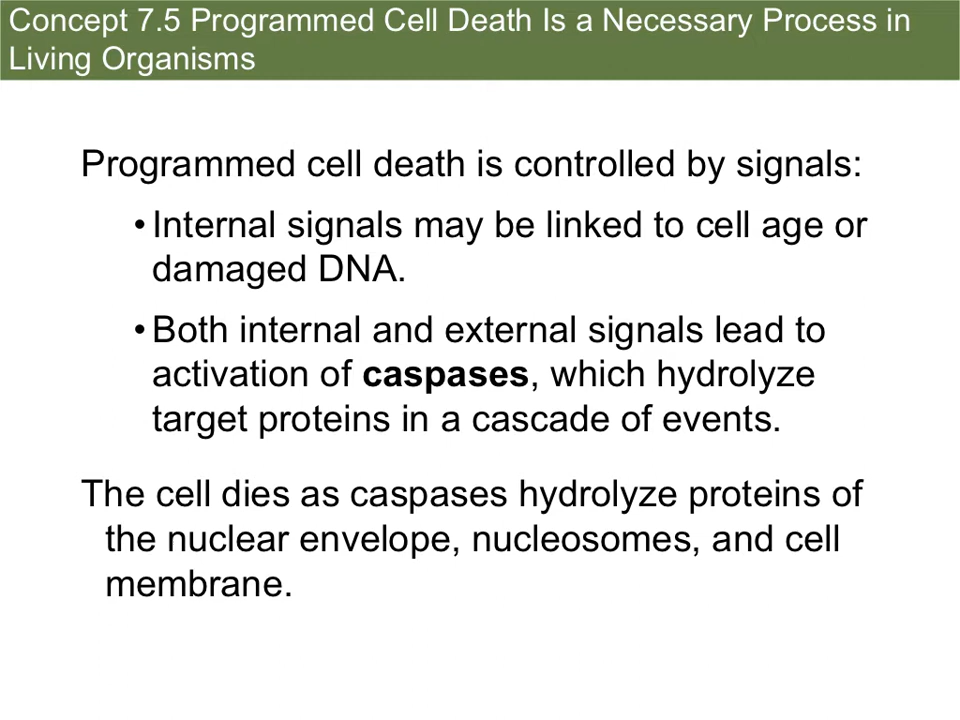 Concept 7.5 Programmed Cell Death Is a Necessary Process in
Living Organisms
Programmed cell death is controlled by signals:
• Internal signals may be linked to cell age or
damaged DNA.
• Both internal and external signals lead to
activation of caspases, which hydrolyze
target proteins in a cascade of events.
The cell dies as caspases hydrolyze proteins of
the nuclear envelope, nucleosomes, and cell
membrane.